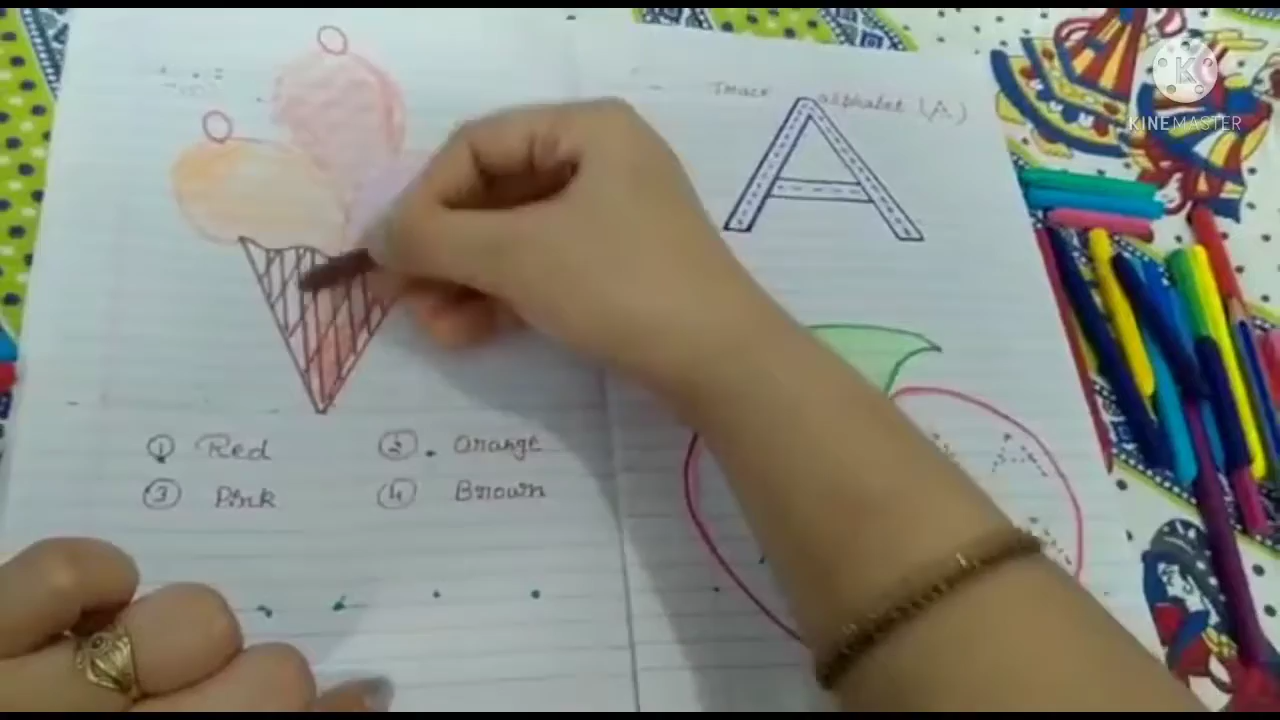 ① Red ②. Orange
③ Pink ④ Brown
Trace alphabet (A)
A
A
KINEMASTER